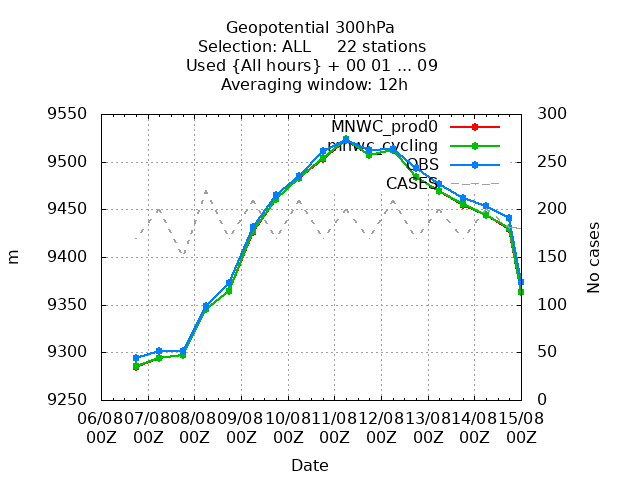 Geopotential 300hPa
Selection: ALL 22 stations
Used {All hours} + 00 01 ... 09
Averaging window: 12h
9550
9500
9450
9400
9350
9300
9250
m
MNWC_prod0
mnwc_cycling
OBS
CASES
300
250
200
150
100
50
0
No cases
06/08 07/08 08/08 09/08 10/08 11/08 12/08 13/08 14/08 15/08
00Z 00Z 00Z 00Z 00Z 00Z 00Z 00Z 00Z 00Z
Date